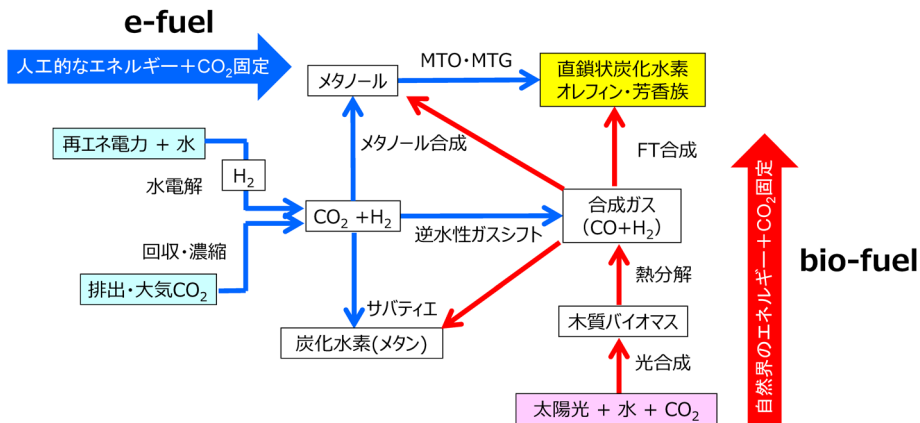 e-fuel
人工的なエネルギー＋CO₂固定
メタノール
MTO・MTG
直鎖状炭化水素
オレフィン・芳香族
再エネ電力 + 水
H₂
水電解
メタノール合成
FT合成
CO₂ +H₂
逆水性ガスシフト
合成ガス
（CO+H₂）
回収・濃縮
排出・大気CO₂
サバティエ
炭化水素(メタン)
熱分解
木質バイオマス
光合成
太陽光 + 水 + CO₂
自然界のエネルギー＋CO₂固定
bio-fuel